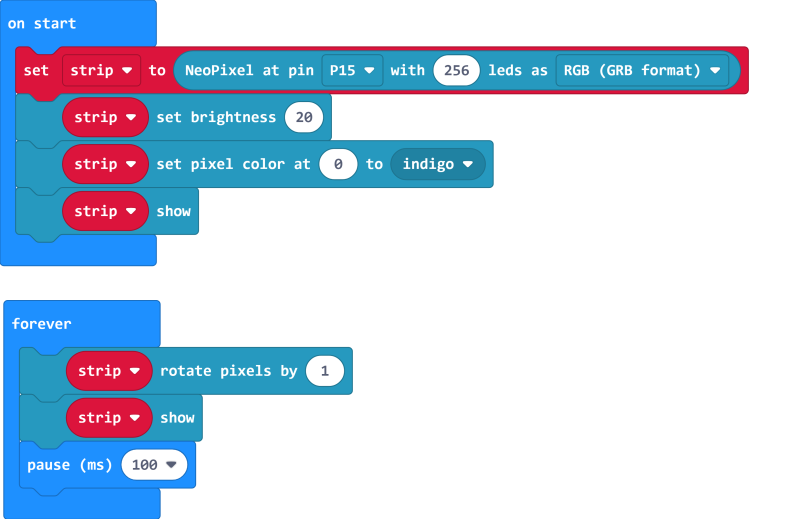 on start
set strip to NeoPixel at pin P15 with 256 leds as RGB (GRB format)
strip set brightness 20
strip set pixel color at 0 to indigo
strip show
forever
strip rotate pixels by 1
strip show
pause (ms) 100